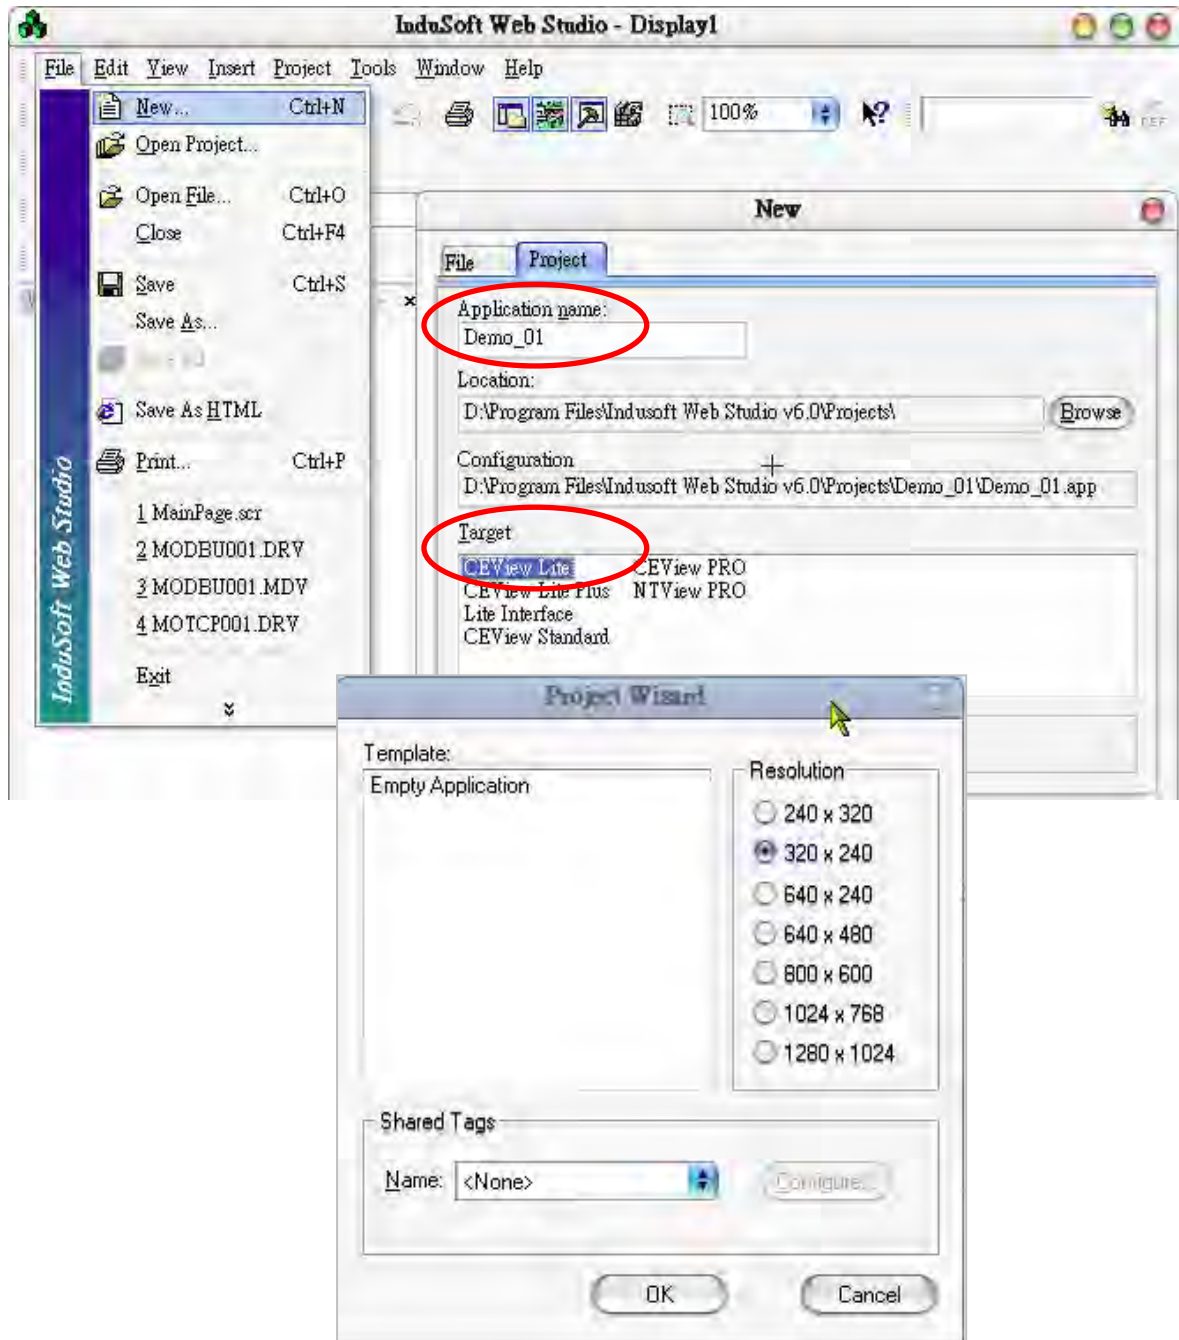 InduSoft Web Studio - Display1
File Edit View Insert Project Tools Window Help
New... Ctrl+N
100%
Open Project...
Open File... Ctrl+O
Close Ctrl+F4
Save Ctrl+S
Save As...
Save As HTML
Print... Ctrl+P
1 MainPage.scr
2 MODBU001.DRV
3 MODBU001.MDV
4 MOTCP001.DRV
Exit
InduSoft Web Studio
New
File Project
Application name:
Demo_01
Location:
D:\Program Files\Indusoft Web Studio v6.0\Projects\ Browse
Configuration
D:\Program Files\Indusoft Web Studio v6.0\Projects\Demo_01\Demo_01.app
Target
CEView Lite CEView PRO
CEView Lite Plus NTView PRO
Lite Interface
CEView Standard
Project Wizard
Template:
Empty Application
Resolution
240 x 320
320 x 240
640 x 240
640 x 480
800 x 600
1024 x 768
1280 x 1024
Shared Tags
Name: <None> Configure...
OK Cancel